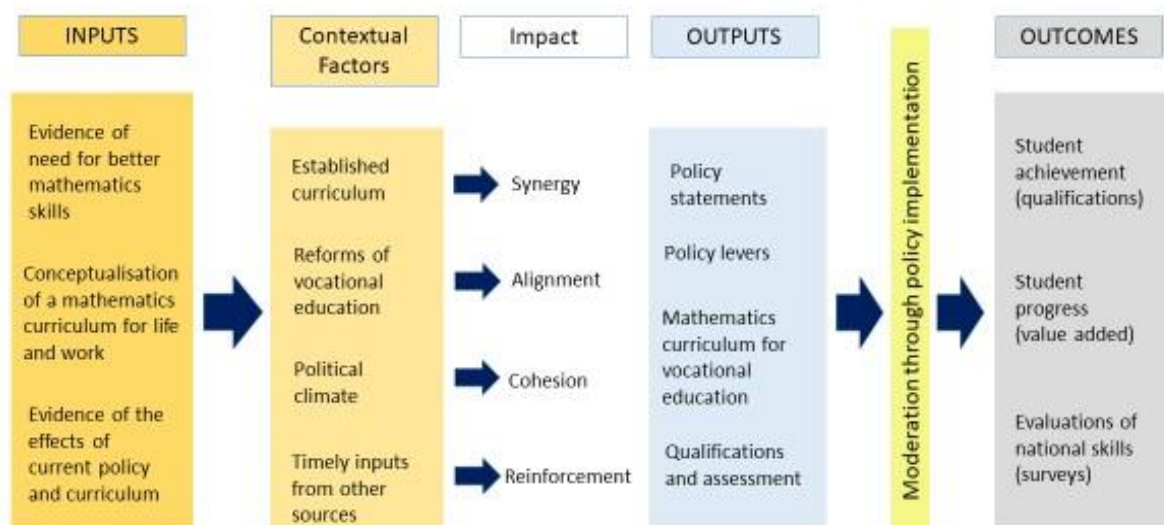 INPUTS
Evidence of
need for better
mathematics
skills
Conceptualisation
of a mathematics
curriculum for life
and work
Evidence of the
effects of
current policy
and curriculum
Contextual
Factors
Established
curriculum
Reforms of
vocational
education
Political
climate
Timely inputs
from other
sources
Impact
Synergy
Alignment
Cohesion
Reinforcement
OUTPUTS
Policy
statements
Policy levers
Mathematics
curriculum for
vocational
education
Qualifications
and assessment
Moderation through policy implementation
OUTCOMES
Student
achievement
(qualifications)
Student
progress
(value added)
Evaluations of
national skills
(surveys)